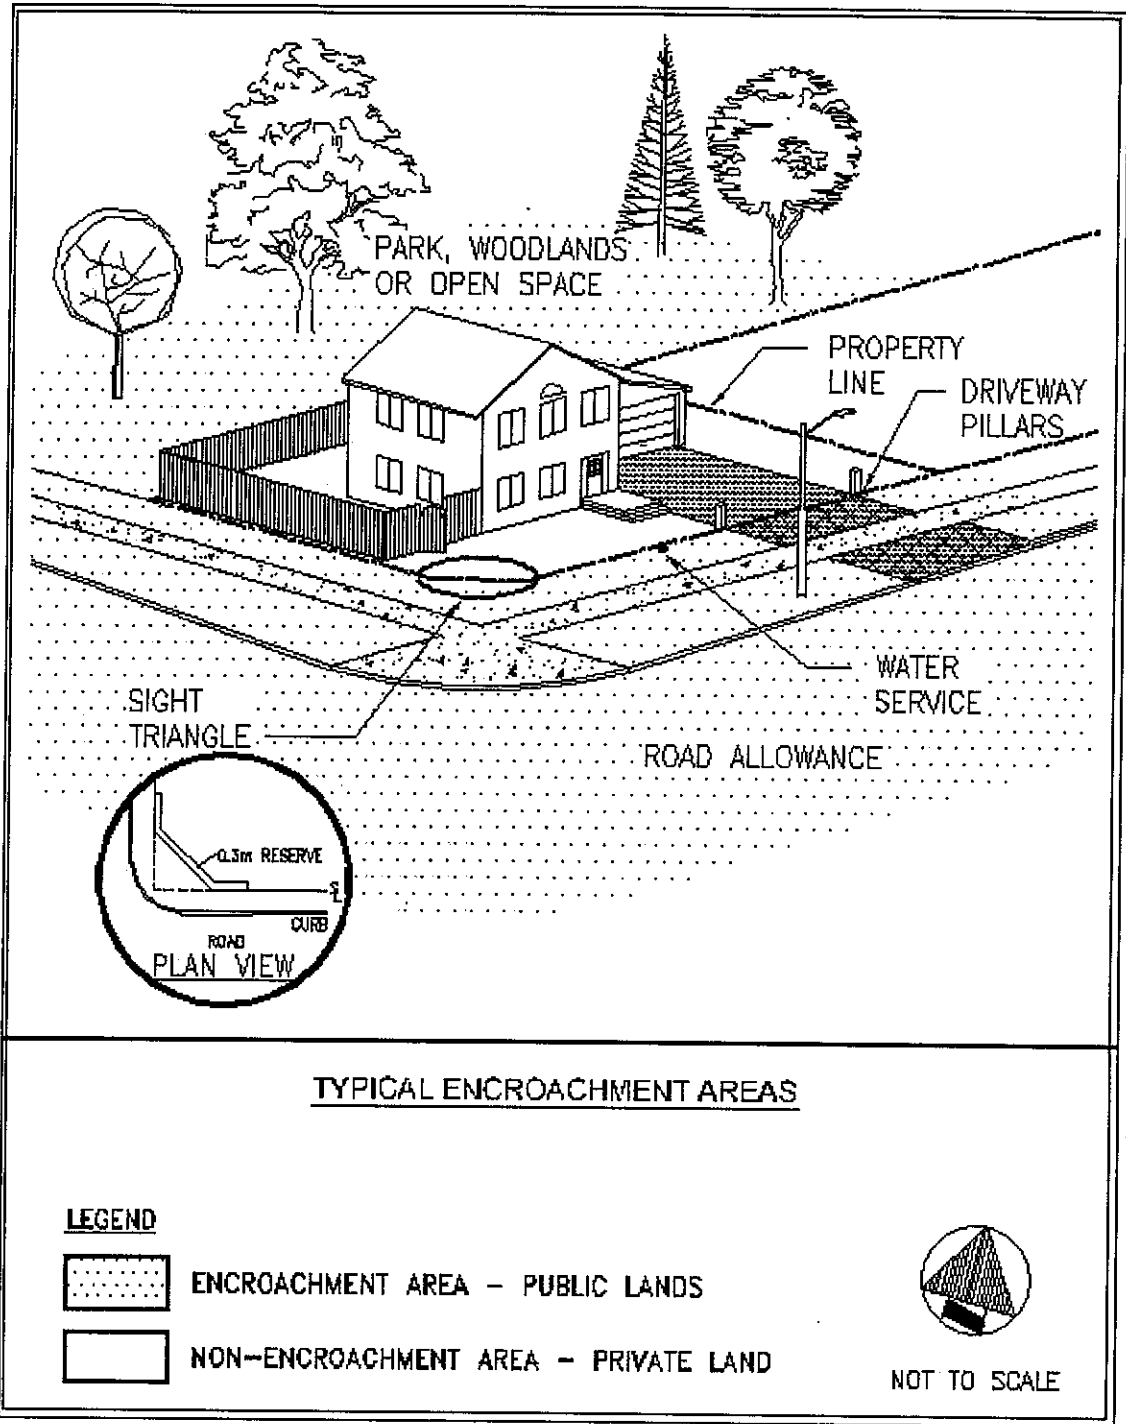 PARK, WOODLANDS
OR OPEN SPACE
PROPERTY
LINE
DRIVEWAY
PILLARS
WATER
SERVICE
SIGHT
TRIANGLE
ROAD ALLOWANCE
0.3m RESERVE
CURB
ROAD
PLAN VIEW
TYPICAL ENCROACHMENT AREAS
LEGEND
ENCROACHMENT AREA - PUBLIC LANDS
NON-ENCROACHMENT AREA - PRIVATE LAND
NOT TO SCALE